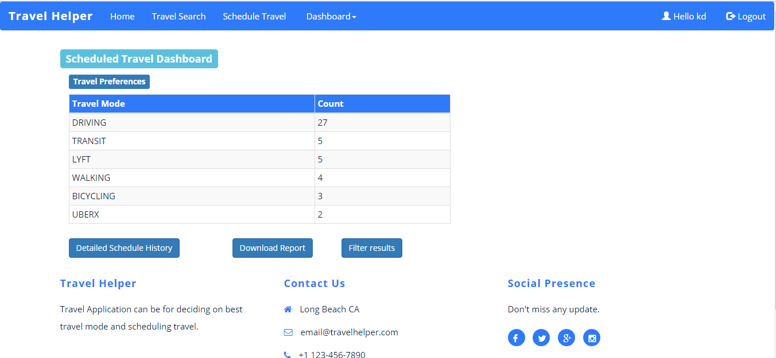 Travel Helper Home Travel Search Schedule Travel Dashboard Hello kd Logout
Scheduled Travel Dashboard
Travel Preferences
Travel Mode Count
DRIVING 27
TRANSIT 5
LYFT 5
WALKING 4
BICYCLING 3
UBERX 2
Detailed Schedule History Download Report Filter results
Travel Helper Contact Us Social Presence
Travel Application can be for deciding on best Long Beach CA Don't miss any update.
travel mode and scheduling travel. email@travelhelper.com
+1 123-456-7890